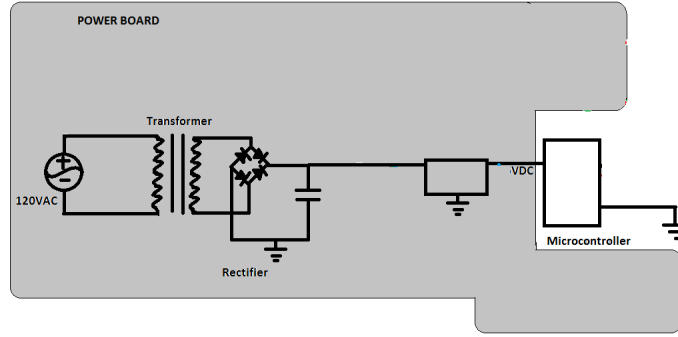 POWER BOARD
Transformer
120VAC
VDC
Microcontroller
Rectifier